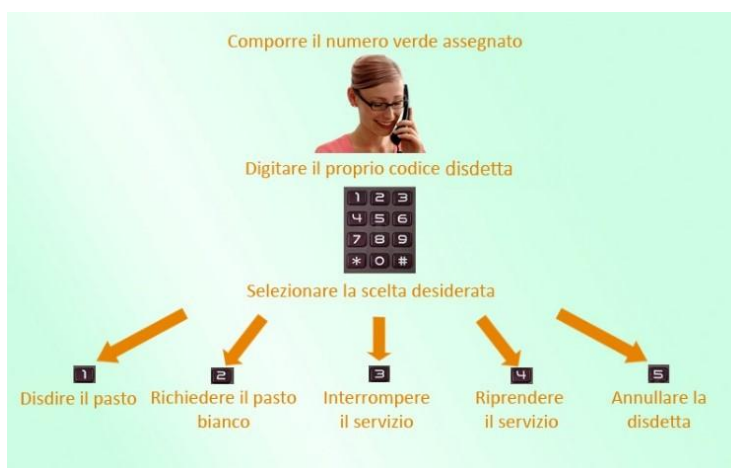 Comporre il numero verde assegnato
Digitare il proprio codice disdetta
1 2 3
4 5 6
7 8 9
* 0 #
Selezionare la scelta desiderata
1 2 3 4 5
Disdire il pasto
Richiedere il pasto
bianco
Interrompere
il servizio
Riprendere
il servizio
Annullare la
disdetta